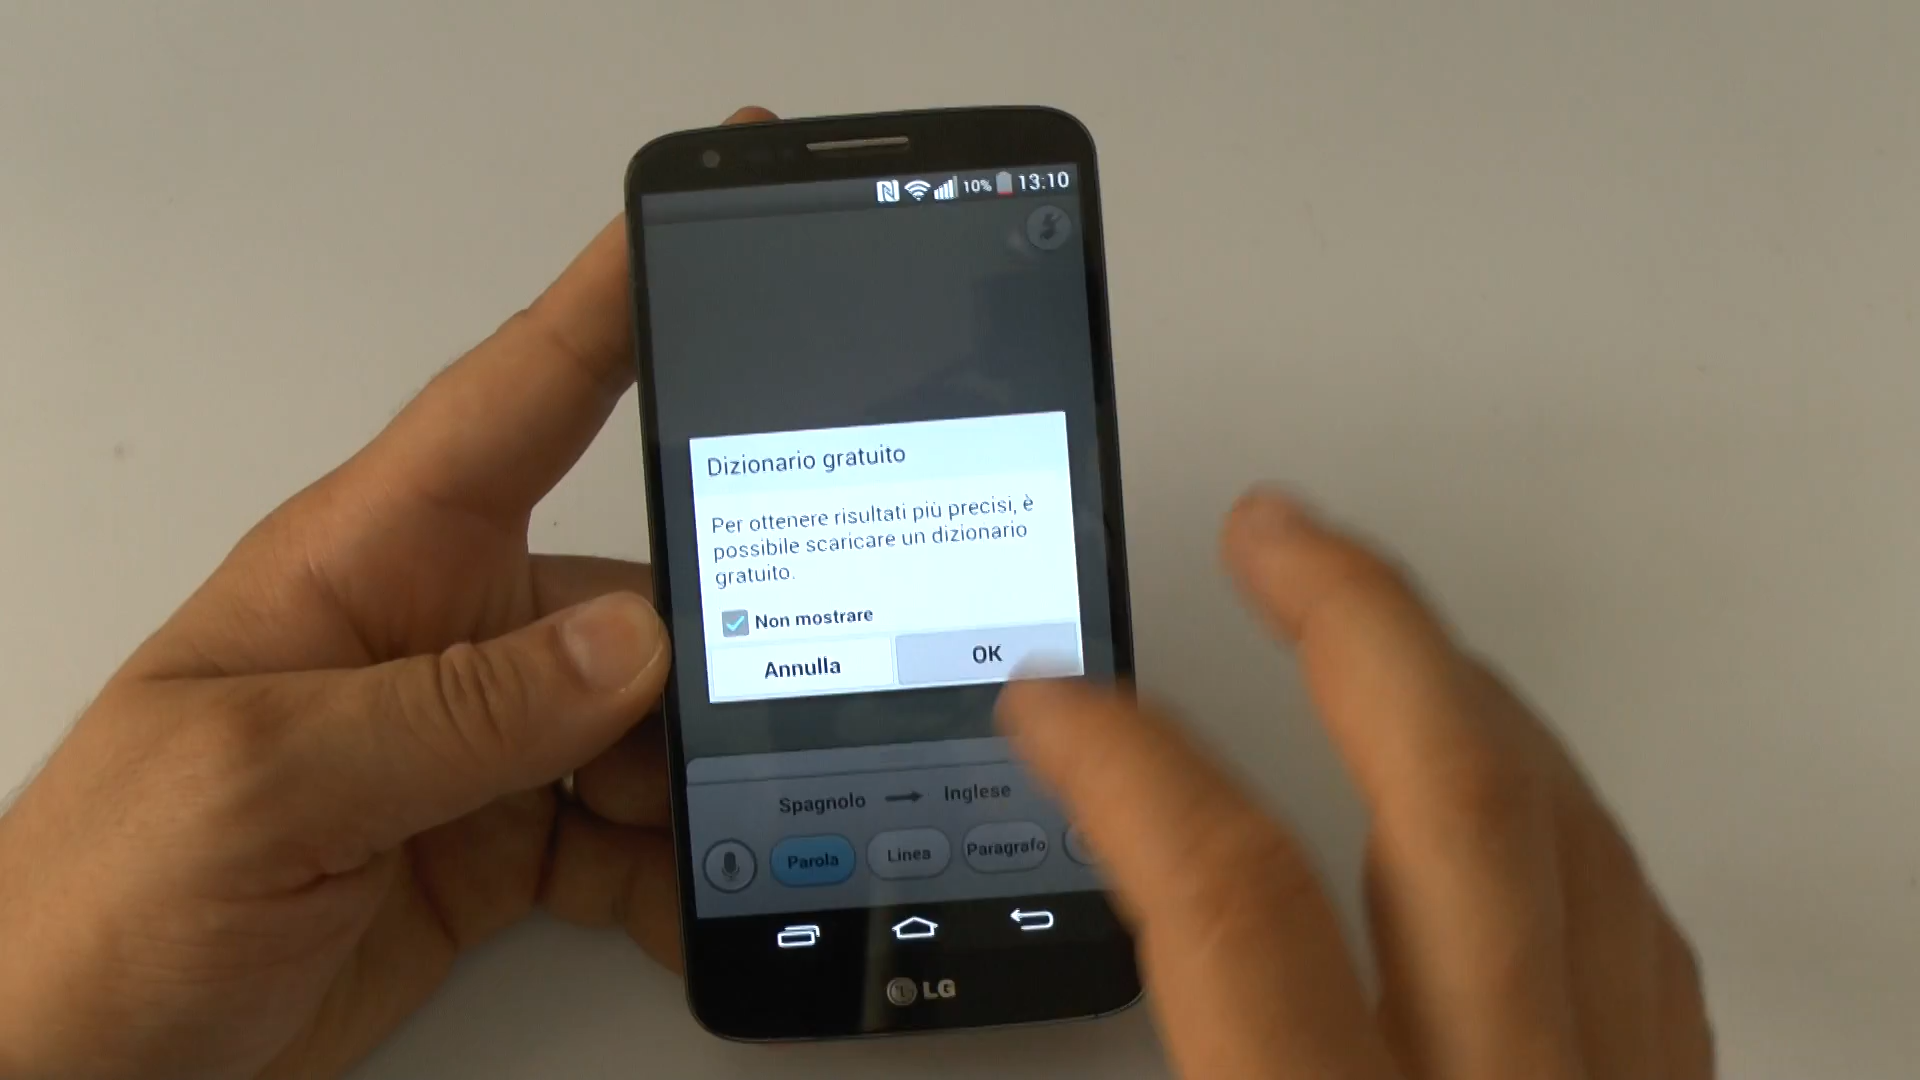 10% 13:10
Dizionario gratuito
Per ottenere risultati più precisi, è
possibile scaricare un dizionario
gratuito.
Non mostrare
Annulla OK
Spagnolo Inglese
Parola Linea Paragrafo
LG